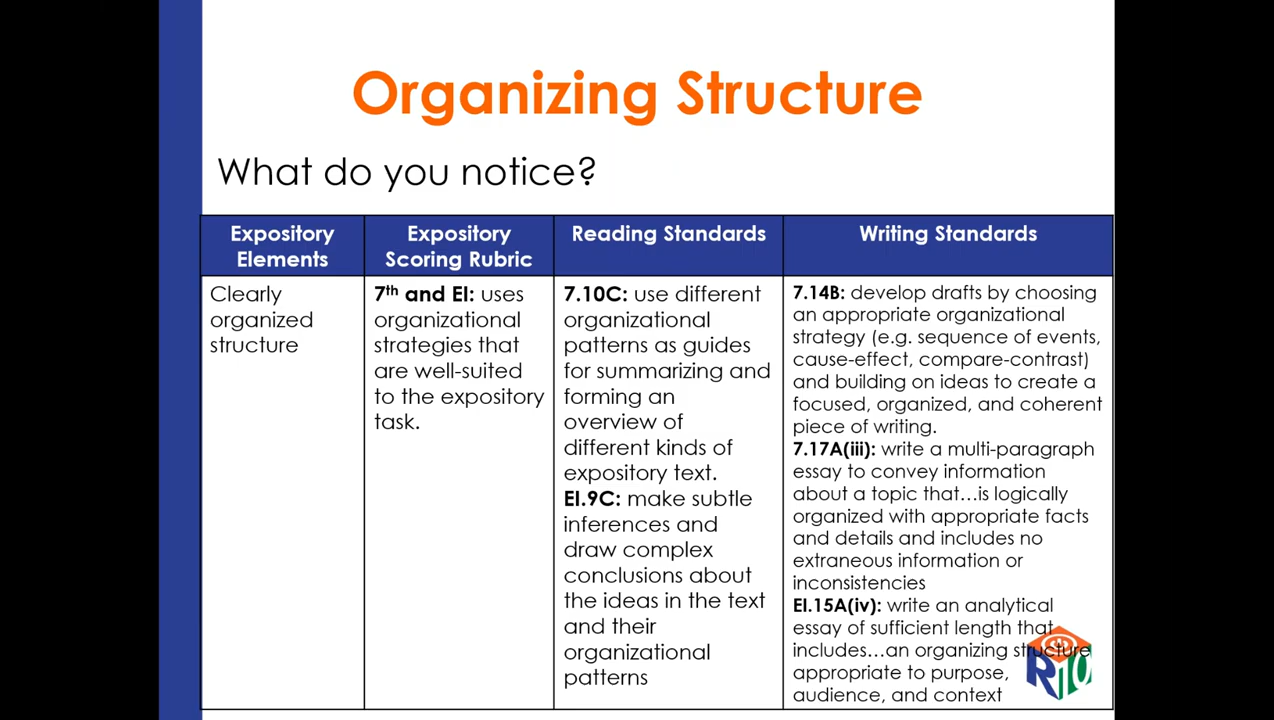 Organizing Structure
What do you notice?
Expository
Elements
Expository
Scoring Rubric
Reading Standards
Writing Standards
Clearly
organized
structure
7th and EI: uses
organizational
strategies that
are well-suited
to the expository
task.
7.10C: use different
organizational
patterns as guides
for summarizing and
forming an
overview of
different kinds of
expository text.
EI.9C: make subtle
inferences and
draw complex
conclusions about
the ideas in the text
and their
organizational
patterns
7.14B: develop drafts by choosing
an appropriate organizational
strategy (e.g. sequence of events,
cause-effect, compare-contrast)
and building on ideas to create a
focused, organized, and coherent
piece of writing.
7.17A(iii): write a multi-paragraph
essay to convey information
about a topic that…is logically
organized with appropriate facts
and details and includes no
extraneous information or
inconsistencies
EI.15A(iv): write an analytical
essay of sufficient length that
includes…an organizing structure
appropriate to purpose,
audience, and context
R10